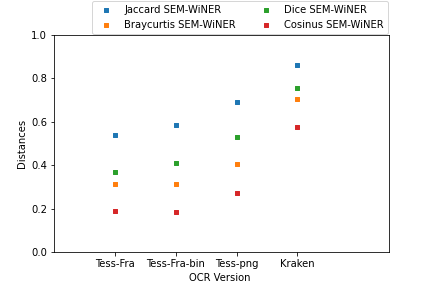 Jaccard SEM-WiNER Dice SEM-WiNER
Braycurtis SEM-WiNER Cosinus SEM-WiNER
1.0
0.8
0.6
0.4
0.2
0.0
Distances
Tess-Fra Tess-Fra-bin Tess-png Kraken
OCR Version